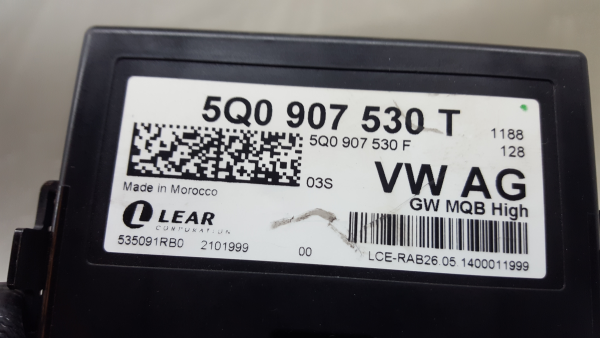 5Q0 907 530 T 1188
5Q0 907 530 F 128
03S VW AG
Made in Morocco GW MQB High
LEAR
CORPORATION
535091RB0 2101999 00 LCE-RAB26.05.1400011999